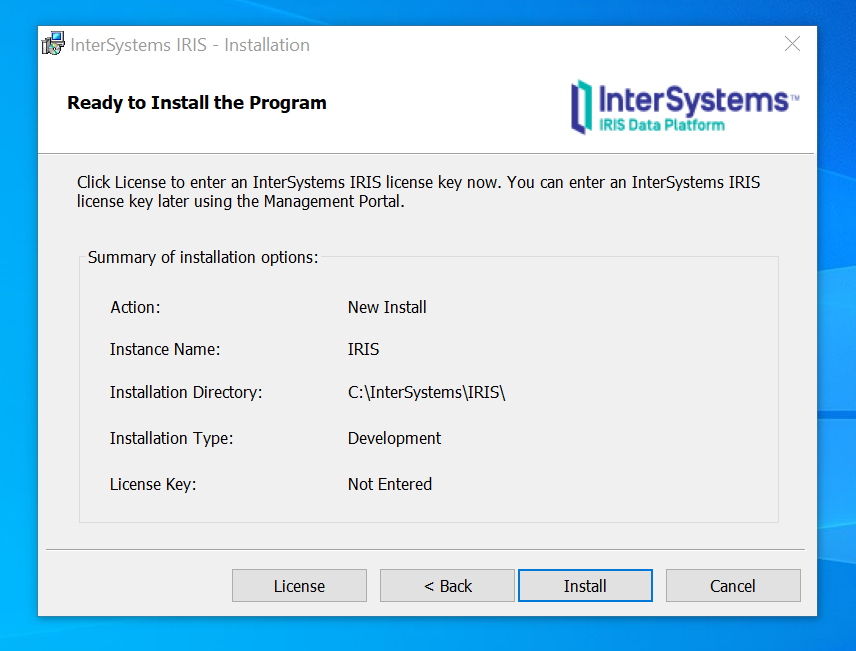 InterSystems IRIS - Installation
Ready to Install the Program
InterSystems™
IRIS Data Platform
Click License to enter an InterSystems IRIS license key now. You can enter an InterSystems IRIS
license key later using the Management Portal.
Summary of installation options:
Action: New Install
Instance Name: IRIS
Installation Directory: C:\InterSystems\IRIS\
Installation Type: Development
License Key: Not Entered
License < Back Install Cancel